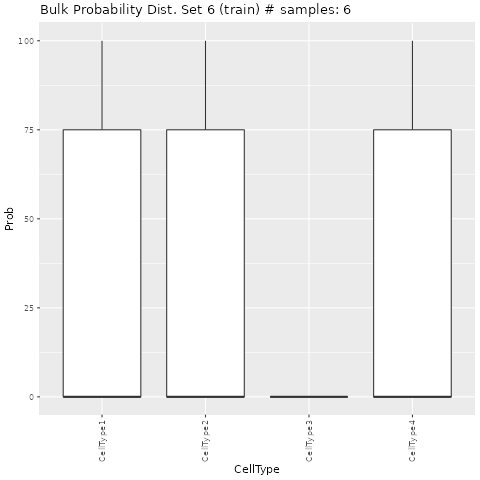 Bulk Probability Dist. Set 6 (train) # samples: 6
100
75
50
25
0
Prob
CellType1
CellType2
CellType3
CellType4
CellType